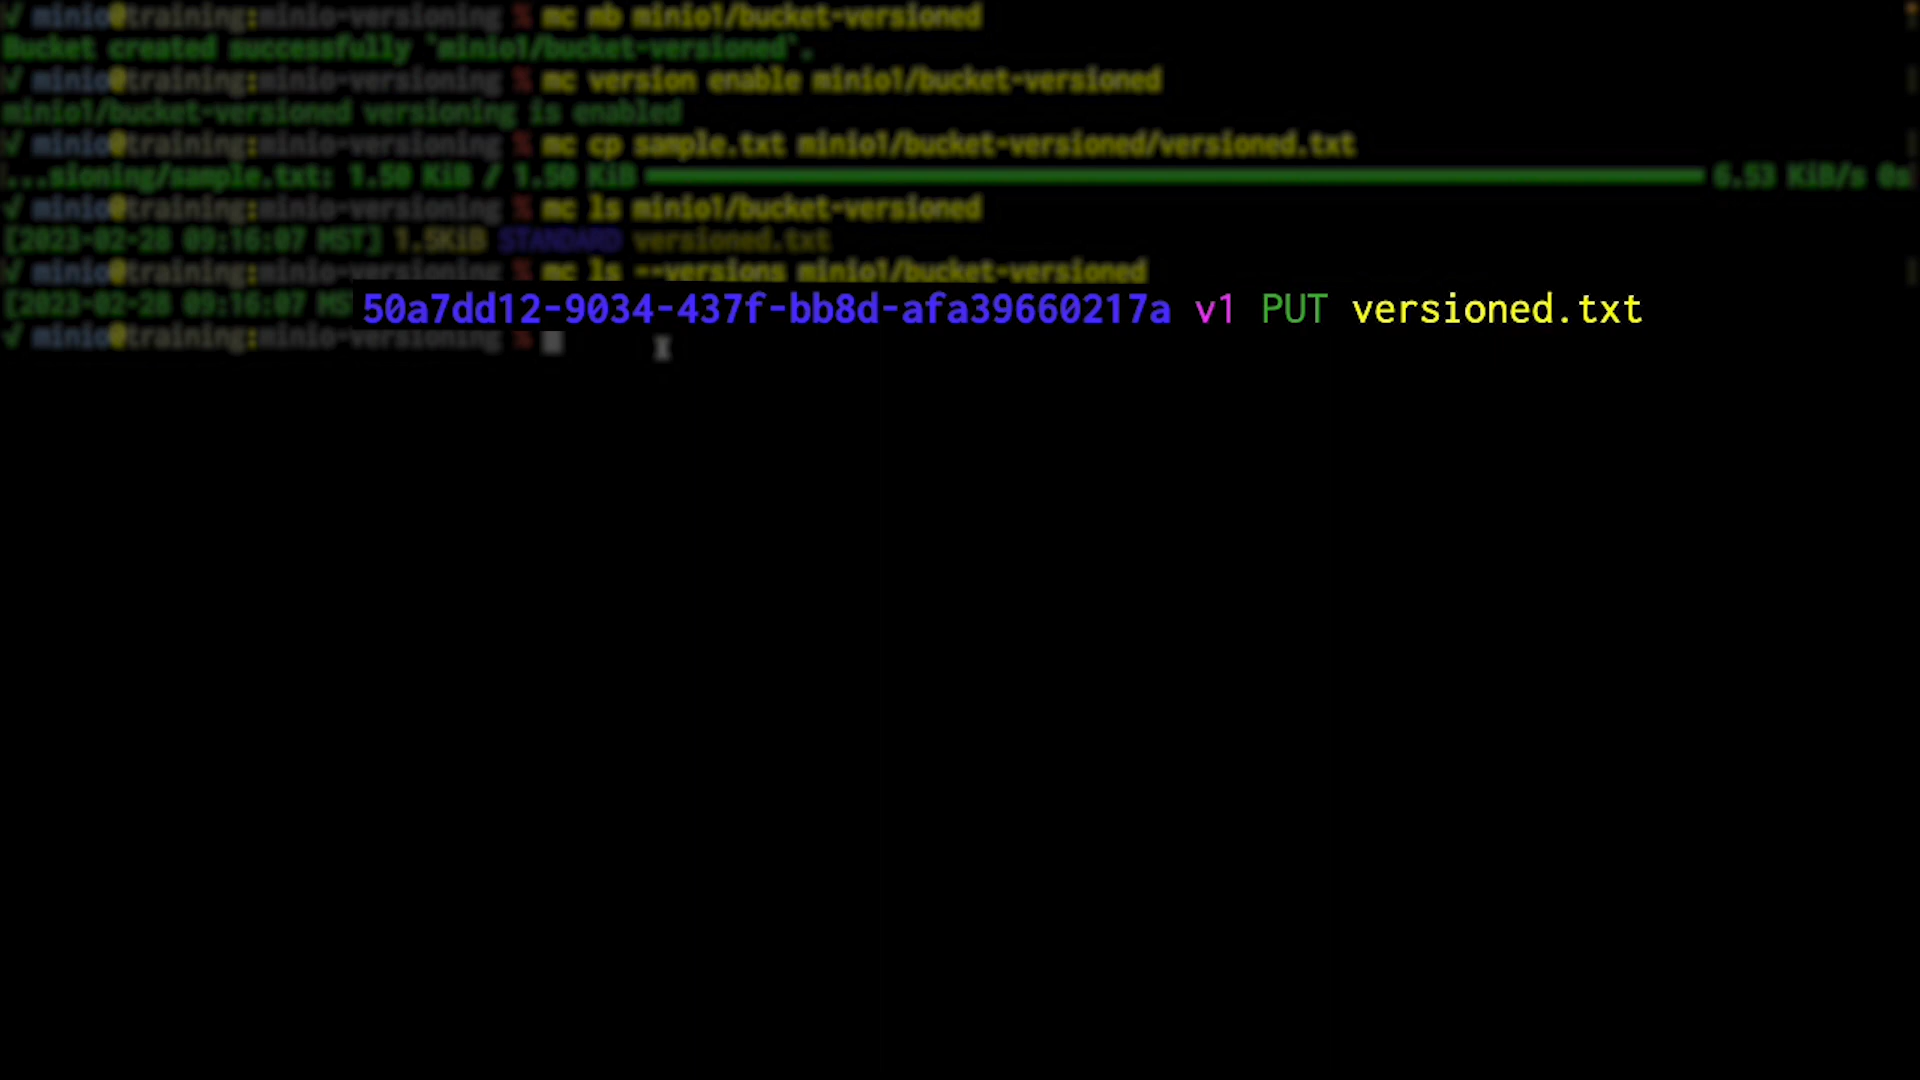 √ minio@training:minio-versioning % mc mb minio1/bucket-versioned
Bucket created successfully `minio1/bucket-versioned`.
√ minio@training:minio-versioning % mc version enable minio1/bucket-versioned
minio1/bucket-versioned versioning is enabled
√ minio@training:minio-versioning % mc cp sample.txt minio1/bucket-versioned/versioned.txt
...sioning/sample.txt: 1.50 KiB / 1.50 KiB 6.53 KiB/s 0s
√ minio@training:minio-versioning % mc ls minio1/bucket-versioned
[2023-02-28 09:16:07 MST] 1.5KiB STANDARD versioned.txt
√ minio@training:minio-versioning % mc ls --versions minio1/bucket-versioned
[2023-02-28 09:16:07 MS 50a7dd12-9034-437f-bb8d-afa39660217a v1 PUT versioned.txt
√ minio@training:minio-versioning %